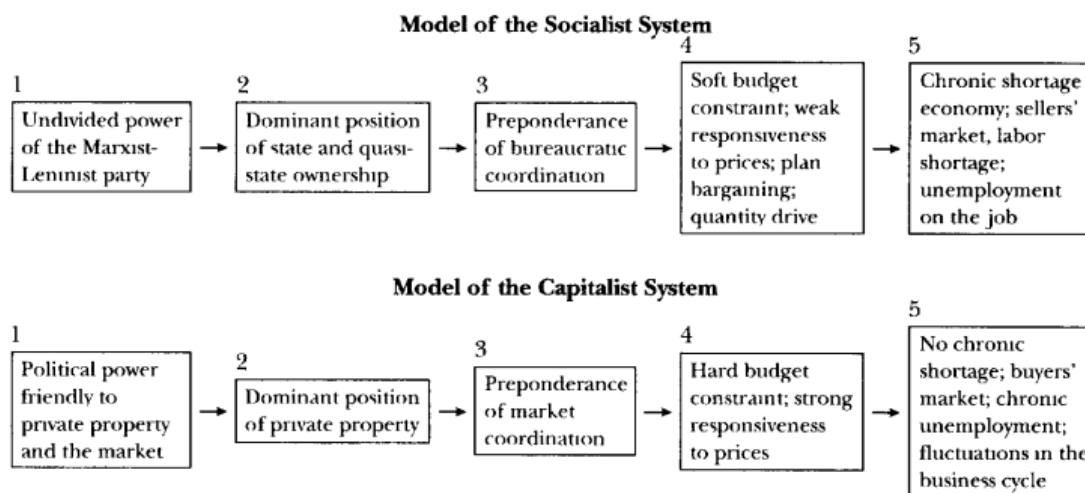 Model of the Socialist System
1
Undivided power
of the Marxist-
Leninist party
2
Dominant position
of state and quasi-
state ownership
3
Preponderance
of bureaucratic
coordination
4
Soft budget
constraint; weak
responsiveness
to prices; plan
bargaining;
quantity drive
5
Chronic shortage
economy; sellers'
market, labor
shortage;
unemployment
on the job
Model of the Capitalist System
1
Political power
friendly to
private property
and the market
2
Dominant position
of private property
3
Preponderance
of market
coordination
4
Hard budget
constraint; strong
responsiveness
to prices
5
No chronic
shortage; buyers'
market; chronic
unemployment;
fluctuations in the
business cycle